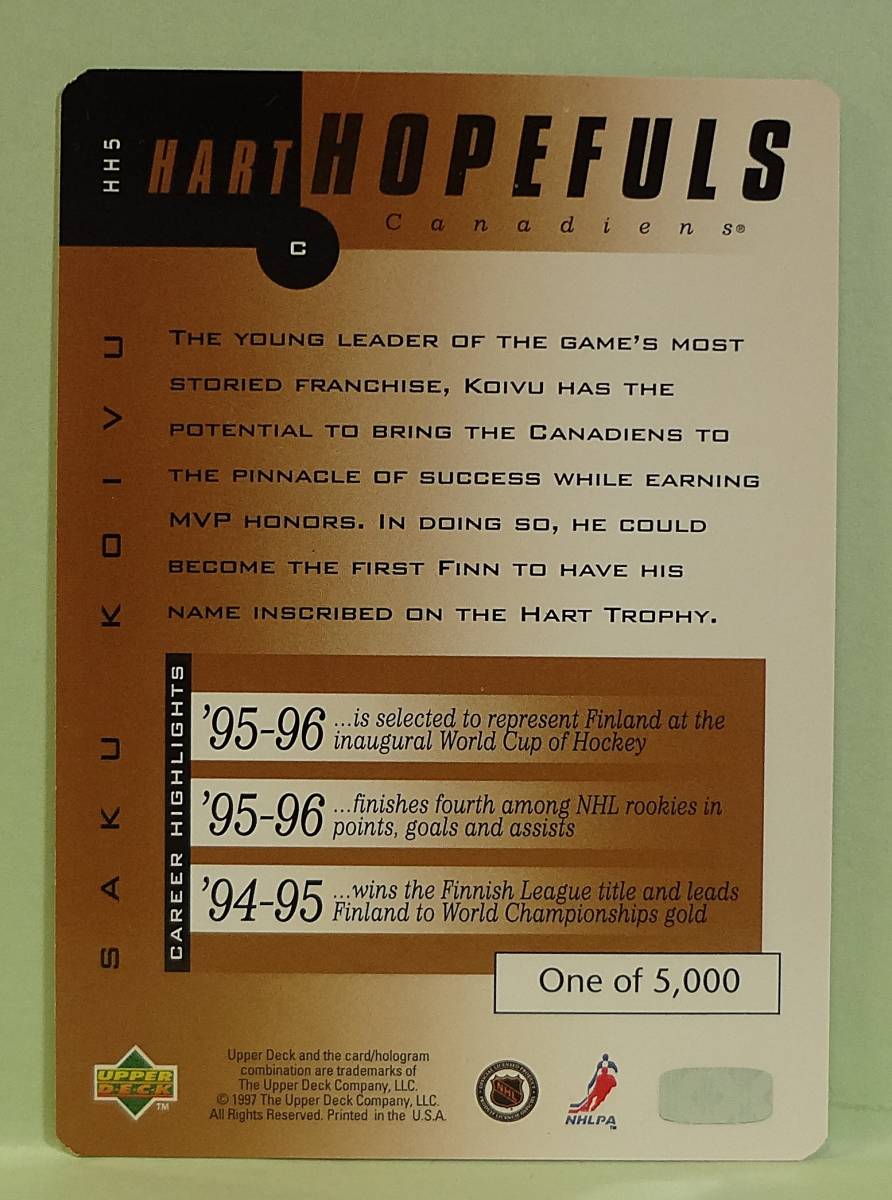 HH5
HART HOPEFULS
Canadiens®
C
SAKU KOIVU
THE YOUNG LEADER OF THE GAME'S MOST
STORIED FRANCHISE, KOIVU HAS THE
POTENTIAL TO BRING THE CANADIENS TO
THE PINNACLE OF SUCCESS WHILE EARNING
MVP HONORS. IN DOING SO, HE COULD
BECOME THE FIRST FINN TO HAVE HIS
NAME INSCRIBED ON THE HART TROPHY.
CAREER HIGHLIGHTS
'95-96 ...is selected to represent Finland at the
inaugural World Cup of Hockey
'95-96 ...finishes fourth among NHL rookies in
points, goals and assists
'94-95 ...wins the Finnish League title and leads
Finland to World Championships gold
One of 5,000
UPPER
DECK
TM
Upper Deck and the card/hologram
combination are trademarks of
The Upper Deck Company, LLC.
© 1997 The Upper Deck Company, LLC.
All Rights Reserved. Printed in the U.S.A.
NHL
NHLPA
TM